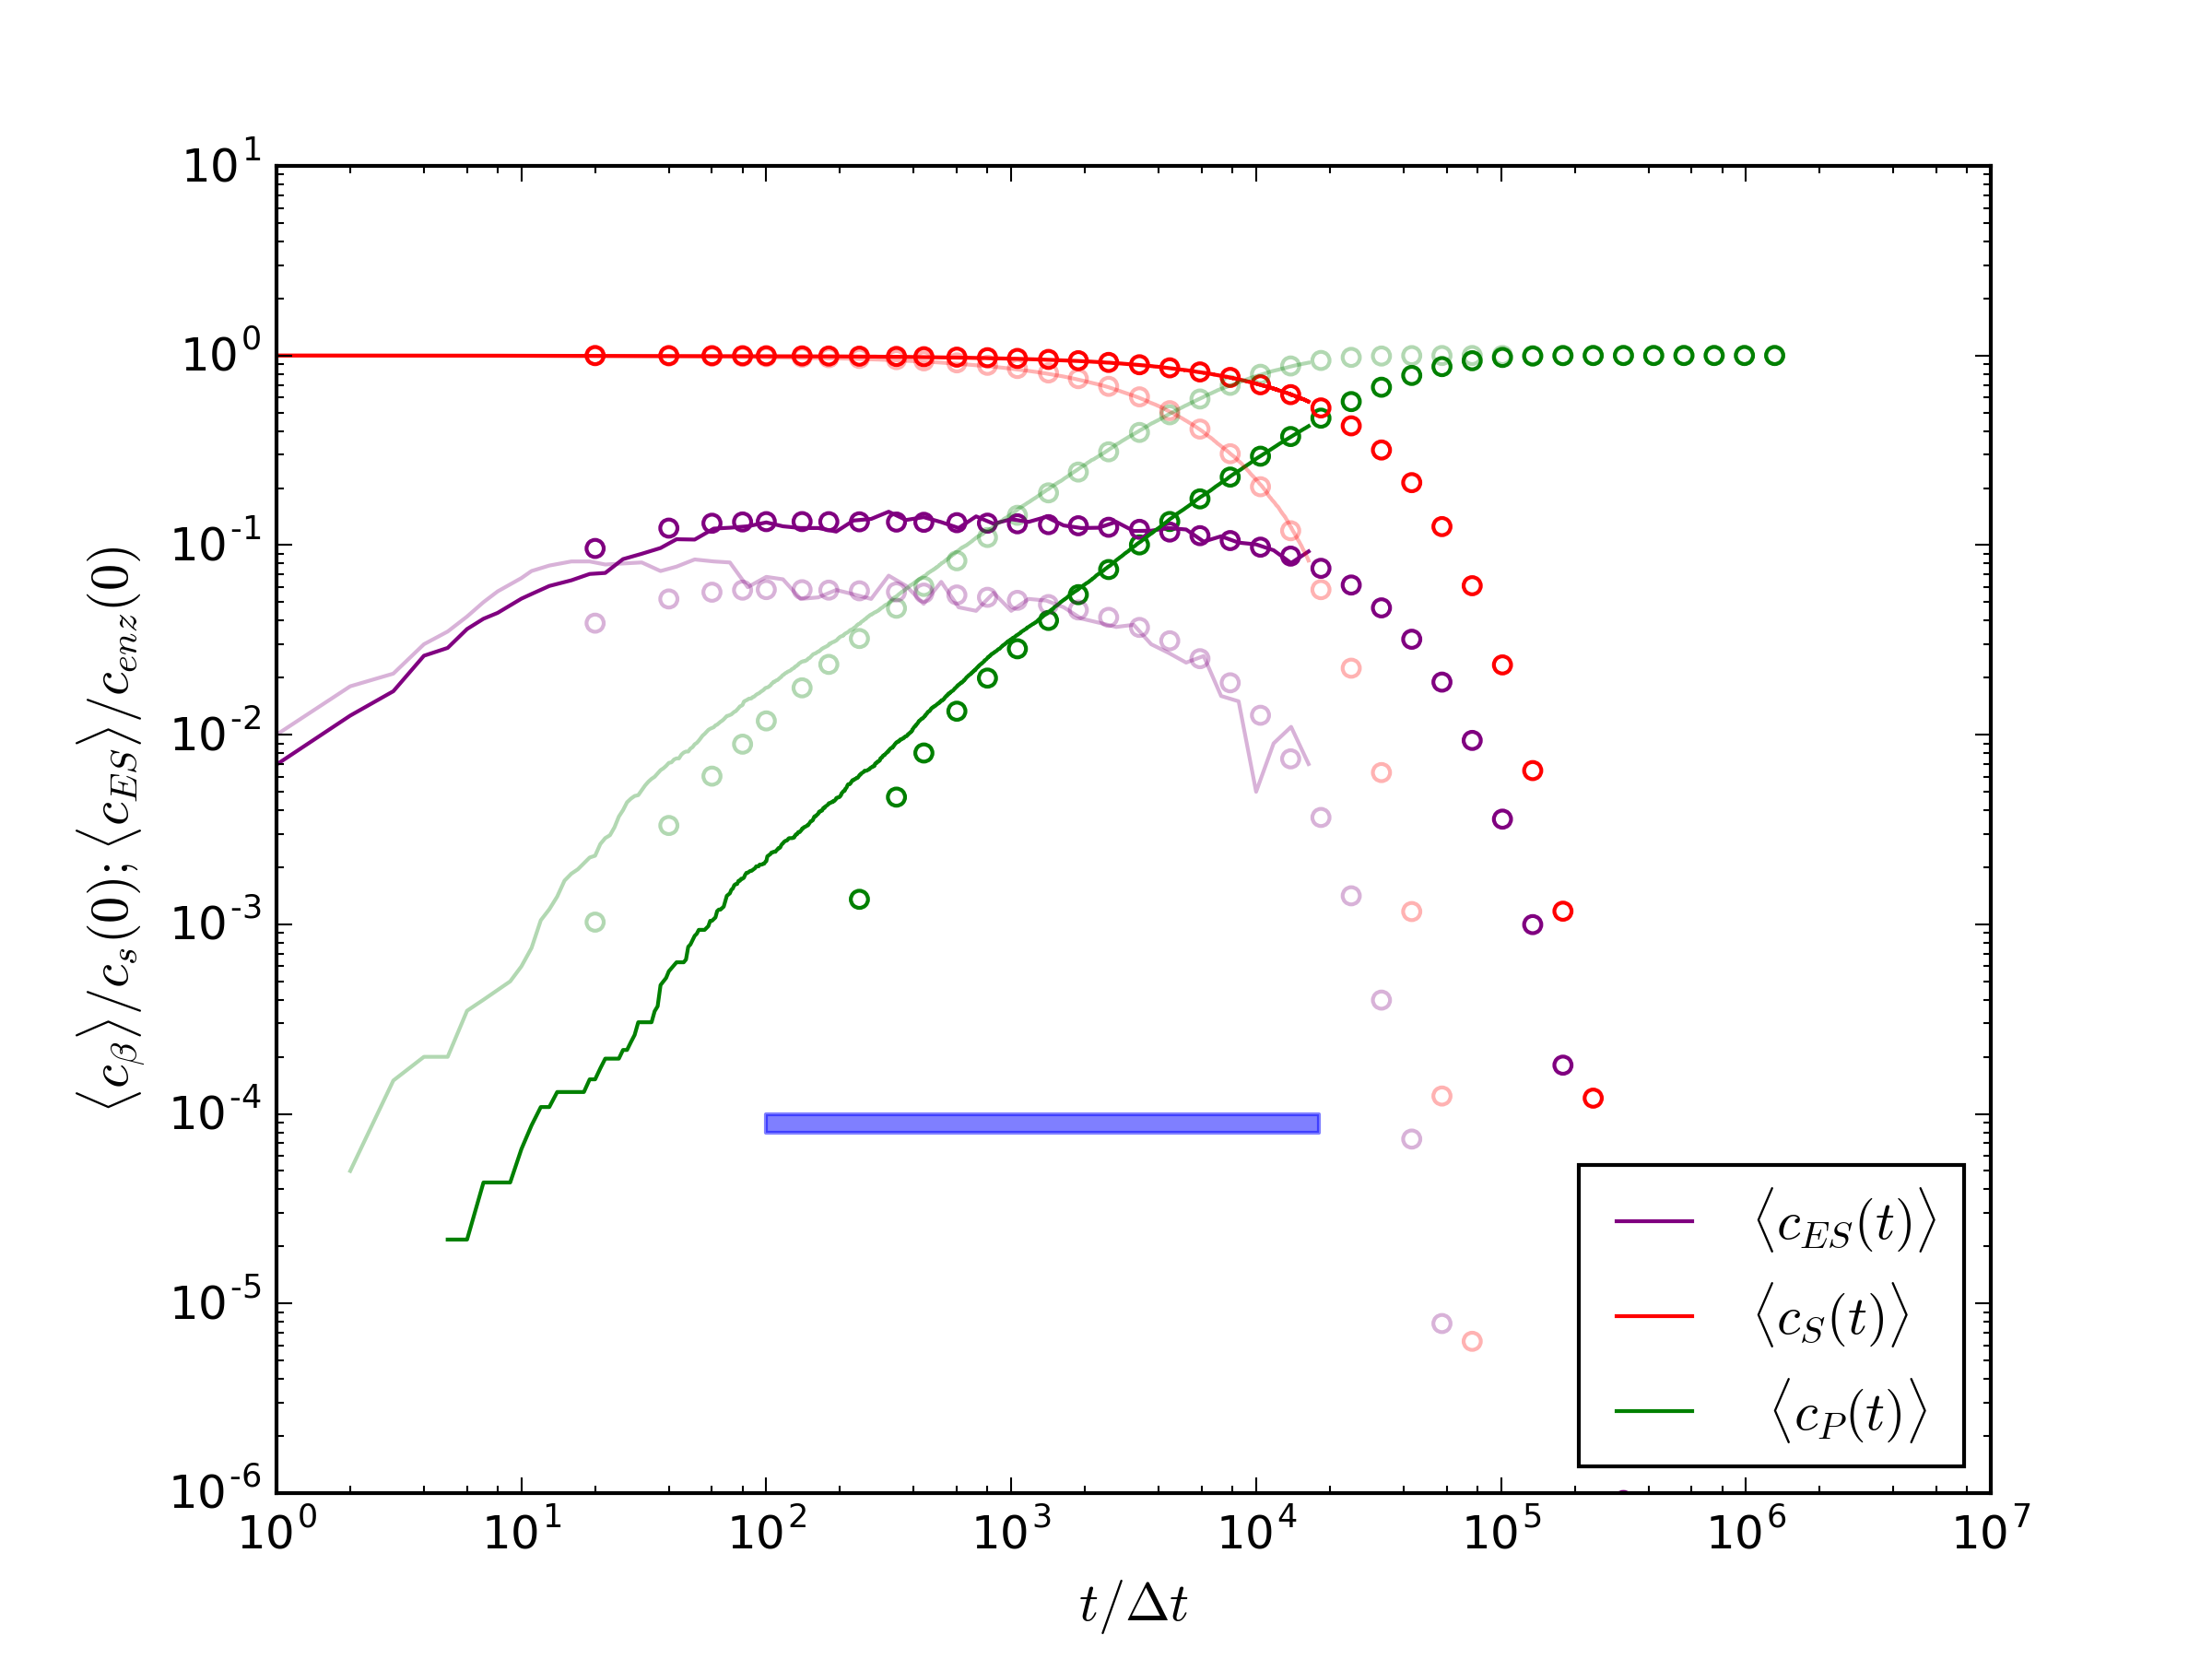 10^1
10^0
10^-1
10^-2
10^-3
10^-4
10^-5
10^-6
⟨c_β⟩/c_s(0);⟨c_ES⟩/c_enz(0)
⟨c_ES(t)⟩
⟨c_S(t)⟩
⟨c_P(t)⟩
10^0 10^1 10^2 10^3 10^4 10^5 10^6 10^7
t/Δt